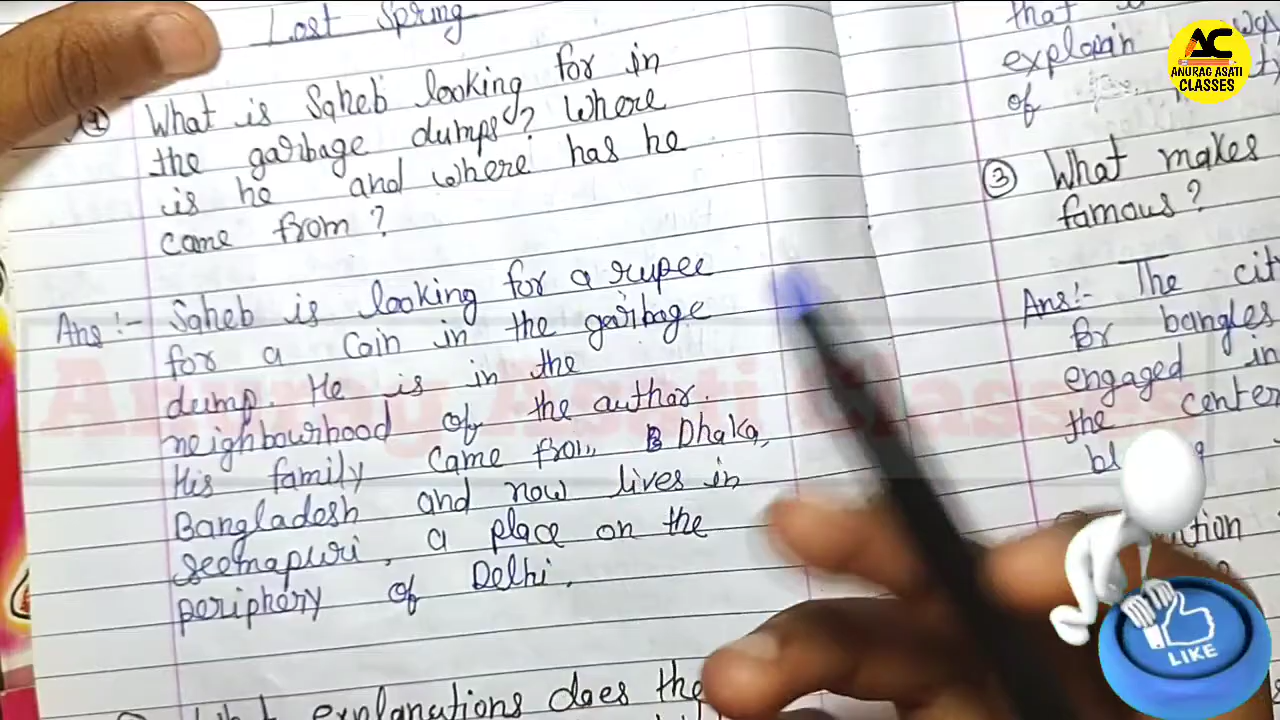 Lost Spring
① What is Saheb looking for in
the garbage dumps? Where
is he and where has he
came from?
Ans :- Saheb is looking for a rupee
for a Coin in the garbage
dump. He is in the
neighbourhood of the author.
His family came from Dhaka,
Bangladesh and now lives in
seemapuri, a place on the
periphery of Delhi.
explanations does the
that
explain
of
③ What makes
famous?
Ans:- The cit
for bangles
engaged in
the center
AC
ANURAG ASATI
CLASSES
Anurag Asati Classes
LIKE